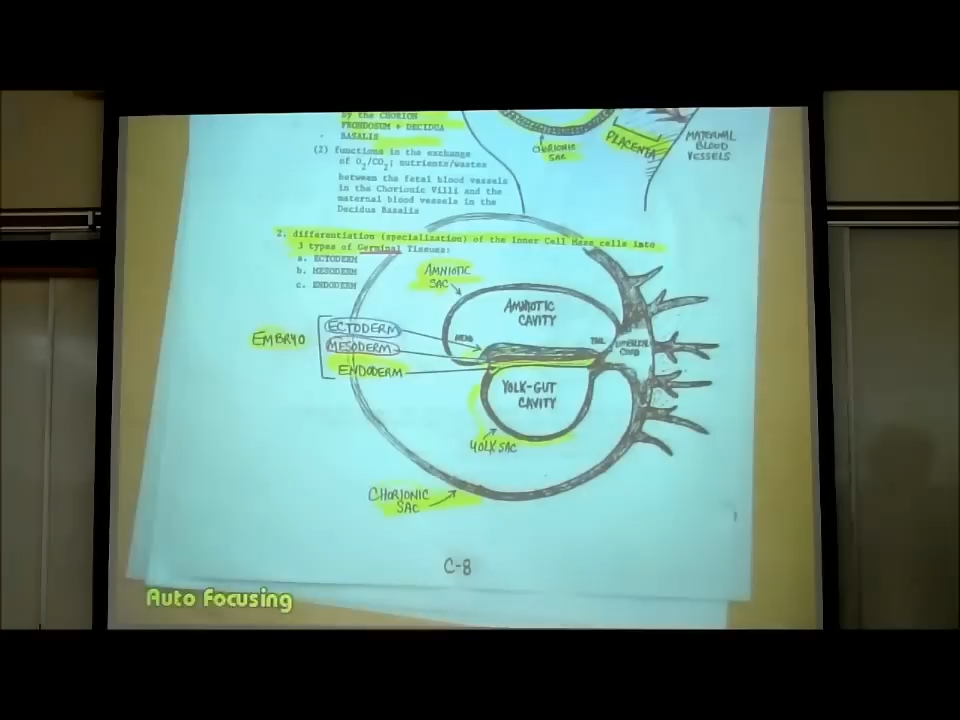 by the CHORION
FRONDOSUM + DECIDUA
BASALIS
(2) functions in the exchange
of O2/CO2; nutrients/wastes
between the fetal blood vessels
in the Chorionic Villi and the
maternal blood vessels in the
Decidua Basalis
CHORIONIC
SAC
PLACENTA
MATERNAL
BLOOD
VESSELS
2. differentiation (specialization) of the Inner Cell Mass cells into
3 types of Germinal Tissues:
a. ECTODERM
b. MESODERM
c. ENDODERM
AMNIOTIC
SAC
AMNIOTIC
CAVITY
EMBRYO
ECTODERM
MESODERM
ENDODERM
HEAD
TAIL
UMBILICAL
CORD
YOLK-GUT
CAVITY
YOLK SAC
CHORIONIC
SAC
C-8
Auto Focusing